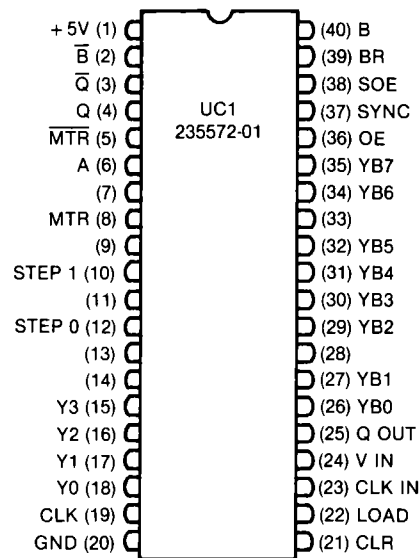 + 5V (1)
B̅ (2)
Q̅ (3)
Q (4)
M̅T̅R̅ (5)
A (6)
(7)
MTR (8)
(9)
STEP 1 (10)
(11)
STEP 0 (12)
(13)
(14)
Y3 (15)
Y2 (16)
Y1 (17)
Y0 (18)
CLK (19)
GND (20)
UC1
235572-01
(40) B
(39) BR
(38) SOE
(37) SYNC
(36) OE
(35) YB7
(34) YB6
(33)
(32) YB5
(31) YB4
(30) YB3
(29) YB2
(28)
(27) YB1
(26) YB0
(25) Q OUT
(24) V IN
(23) CLK IN
(22) LOAD
(21) CLR